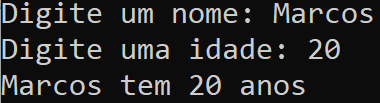 Digite um nome: Marcos
Digite uma idade: 20
Marcos tem 20 anos